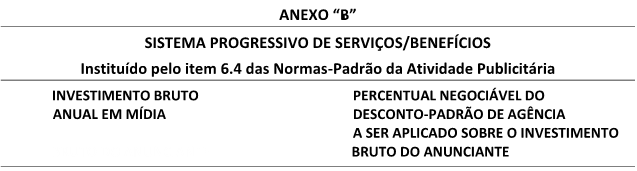 ANEXO “B”
SISTEMA PROGRESSIVO DE SERVIÇOS/BENEFÍCIOS
Instituído pelo item 6.4 das Normas-Padrão da Atividade Publicitária
INVESTIMENTO BRUTO
ANUAL EM MÍDIA
PERCENTUAL NEGOCIÁVEL DO
DESCONTO-PADRÃO DE AGÊNCIA
A SER APLICADO SOBRE O INVESTIMENTO
BRUTO DO ANUNCIANTE